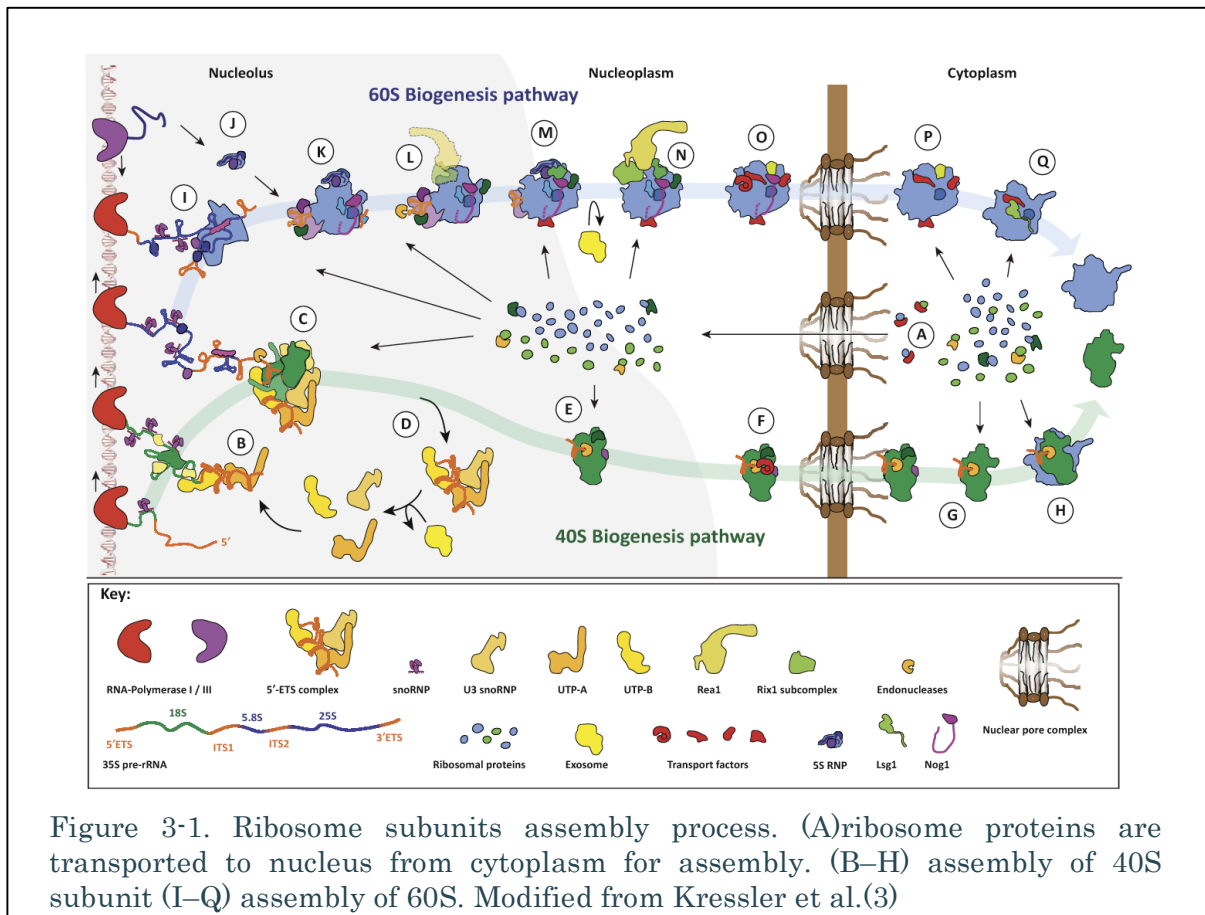 Nucleolus
Nucleoplasm
Cytoplasm
60S Biogenesis pathway
J
K
L
M
N
O
P
Q
I
C
A
B
D
E
F
G
H
5′
40S Biogenesis pathway
Key:
RNA-Polymerase I / III
5′-ETS complex
snoRNP
U3 snoRNP
UTP-A
UTP-B
Rea1
Rix1 subcomplex
Endonucleases
Nuclear pore complex
18S
5.8S
25S
5′ETS
ITS1
ITS2
3′ETS
35S pre-rRNA
Ribosomal proteins
Exosome
Transport factors
5S RNP
Lsg1
Nog1
Figure 3-1. Ribosome subunits assembly process. (A)ribosome proteins are
transported to nucleus from cytoplasm for assembly. (B–H) assembly of 40S
subunit (I–Q) assembly of 60S. Modified from Kressler et al.(3)